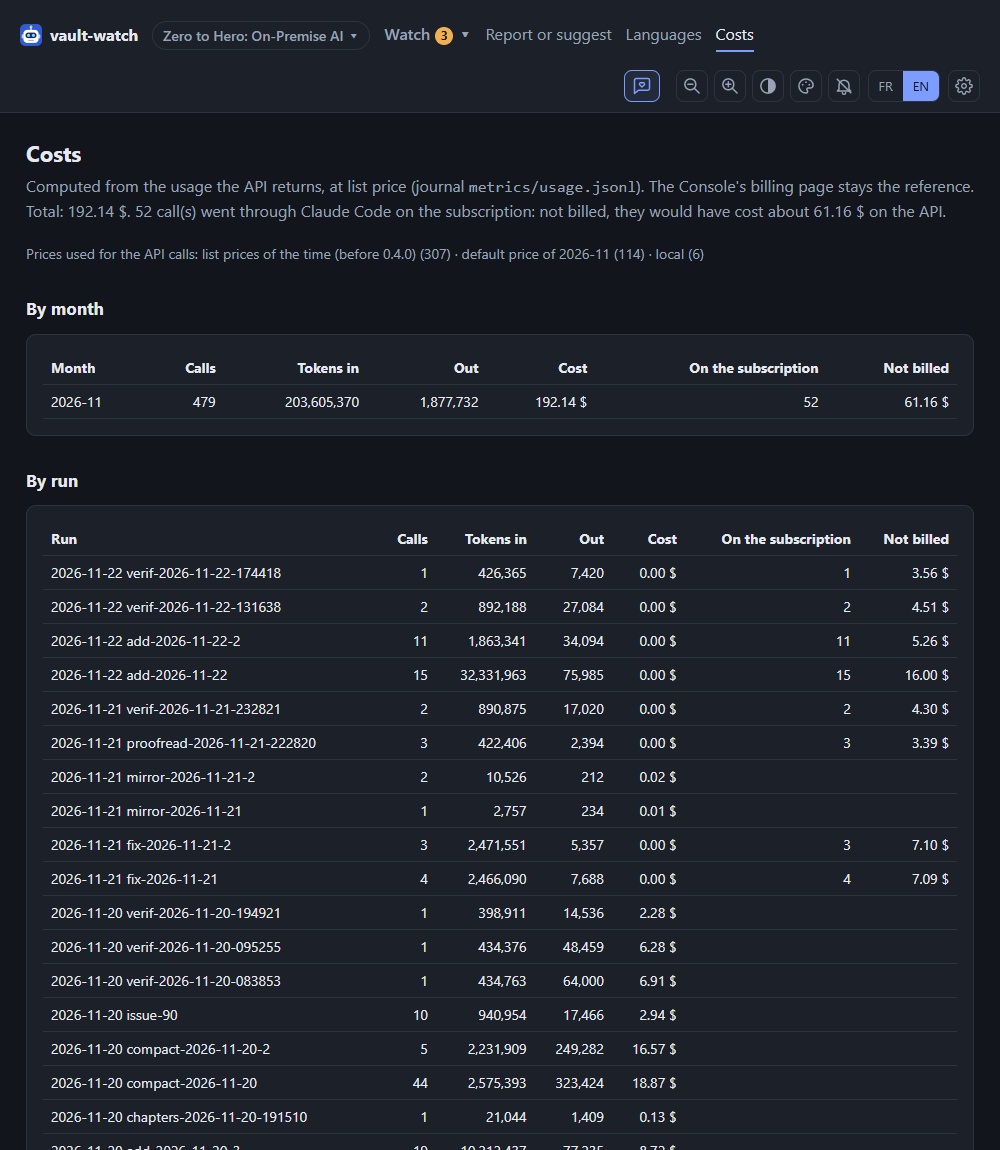 vault-watch Zero to Hero: On-Premise AI Watch 3 Report or suggest Languages Costs
FR EN
Costs
Computed from the usage the API returns, at list price (journal metrics/usage.jsonl). The Console's billing page stays the reference.
Total: 192.14 $. 52 call(s) went through Claude Code on the subscription: not billed, they would have cost about 61.16 $ on the API.
Prices used for the API calls: list prices of the time (before 0.4.0) (307) · default price of 2026-11 (114) · local (6)
By month
Month Calls Tokens in Out Cost On the subscription Not billed
2026-11 479 203,605,370 1,877,732 192.14 $ 52 61.16 $
By run
Run Calls Tokens in Out Cost On the subscription Not billed
2026-11-22 verif-2026-11-22-174418 1 426,365 7,420 0.00 $ 1 3.56 $
2026-11-22 verif-2026-11-22-131638 2 892,188 27,084 0.00 $ 2 4.51 $
2026-11-22 add-2026-11-22-2 11 1,863,341 34,094 0.00 $ 11 5.26 $
2026-11-22 add-2026-11-22 15 32,331,963 75,985 0.00 $ 15 16.00 $
2026-11-21 verif-2026-11-21-232821 2 890,875 17,020 0.00 $ 2 4.30 $
2026-11-21 proofread-2026-11-21-222820 3 422,406 2,394 0.00 $ 3 3.39 $
2026-11-21 mirror-2026-11-21-2 2 10,526 212 0.02 $
2026-11-21 mirror-2026-11-21 1 2,757 234 0.01 $
2026-11-21 fix-2026-11-21-2 3 2,471,551 5,357 0.00 $ 3 7.10 $
2026-11-21 fix-2026-11-21 4 2,466,090 7,688 0.00 $ 4 7.09 $
2026-11-20 verif-2026-11-20-194921 1 398,911 14,536 2.28 $
2026-11-20 verif-2026-11-20-095255 1 434,376 48,459 6.28 $
2026-11-20 verif-2026-11-20-083853 1 434,763 64,000 6.91 $
2026-11-20 issue-90 10 940,954 17,466 2.94 $
2026-11-20 compact-2026-11-20-2 5 2,231,909 249,282 16.57 $
2026-11-20 compact-2026-11-20 44 2,575,393 323,424 18.87 $
2026-11-20 chapters-2026-11-20-191510 1 21,044 1,409 0.13 $